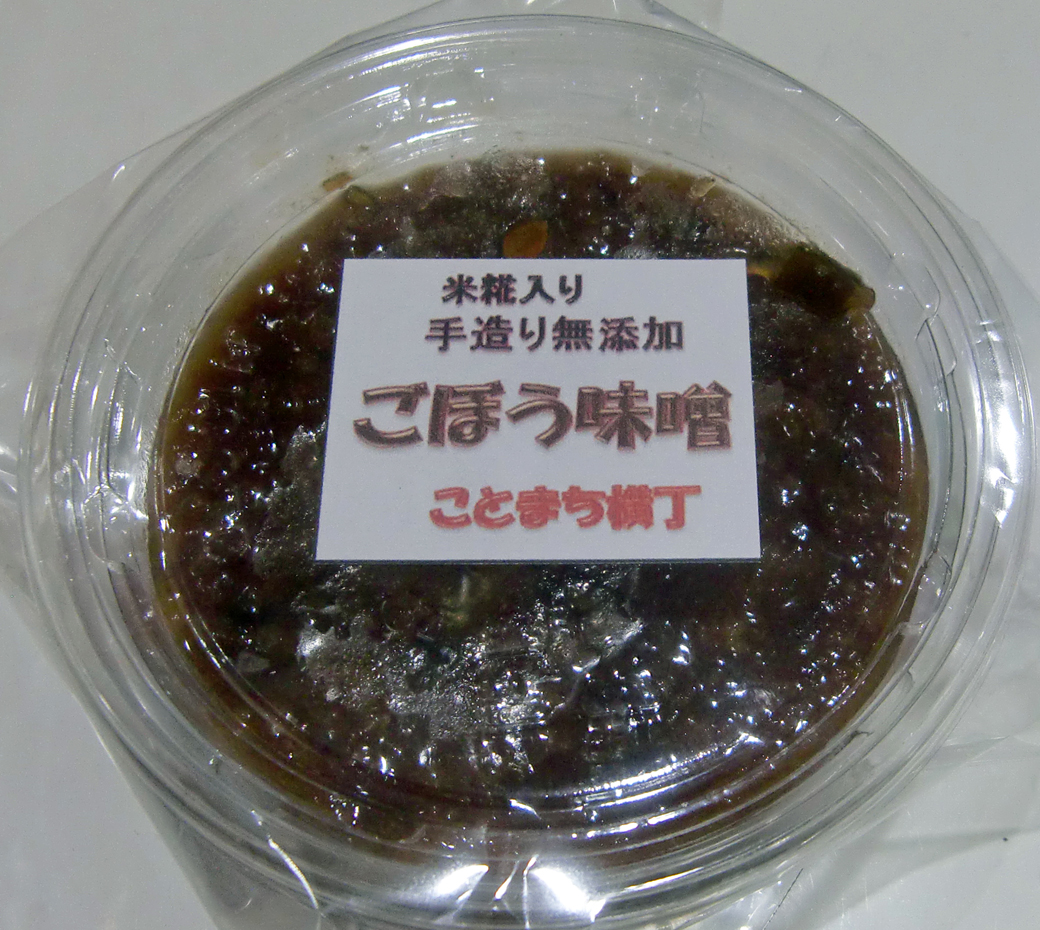 米糀入り
手造り無添加
ごぼう味噌
ことまち横丁